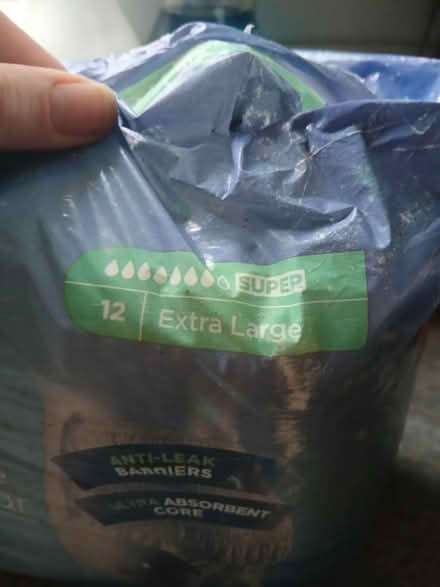 SUPER
12 Extra Large
ANTI-LEAK
BARRIERS
ULTRA ABSORBENT
CORE